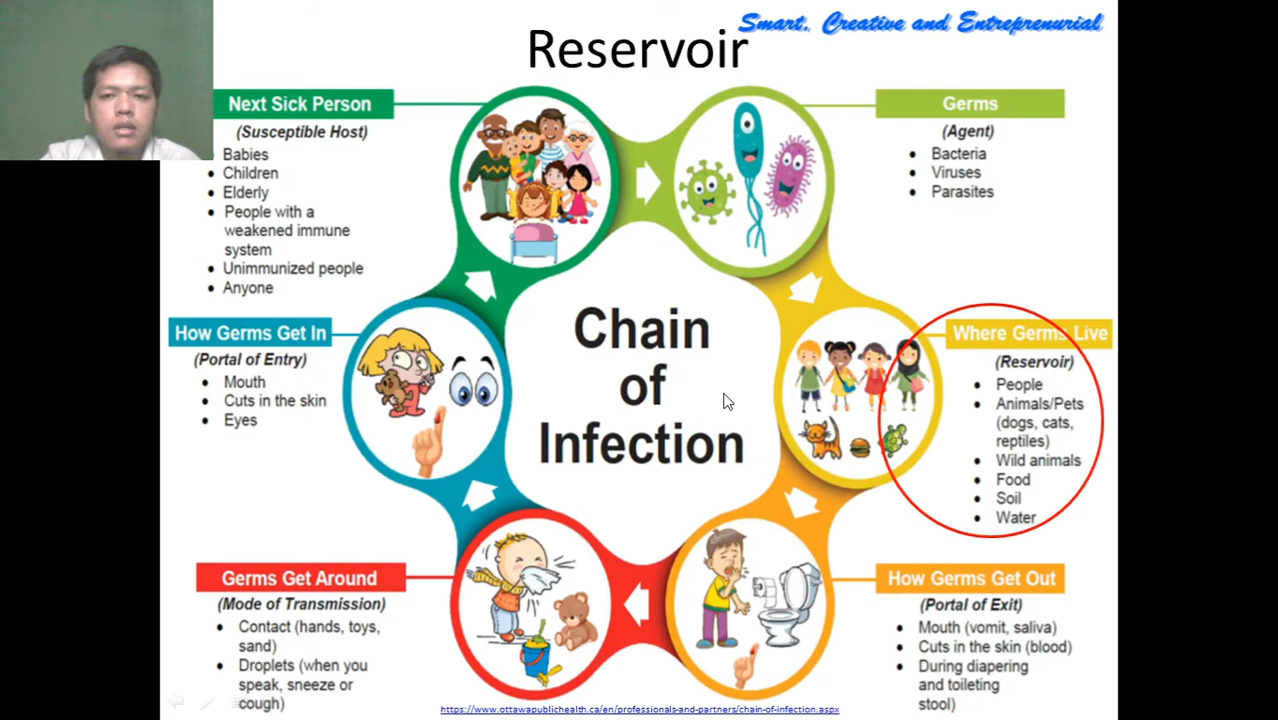 Smart, Creative and Entreprenurial
Reservoir
Next Sick Person
(Susceptible Host)
Babies
Children
Elderly
People with a
weakened immune
system
Unimmunized people
Anyone
Germs
(Agent)
Bacteria
Viruses
Parasites
Chain
of
Infection
How Germs Get In
(Portal of Entry)
Mouth
Cuts in the skin
Eyes
Where Germs Live
(Reservoir)
People
Animals/Pets
(dogs, cats,
reptiles)
Wild animals
Food
Soil
Water
Germs Get Around
(Mode of Transmission)
Contact (hands, toys,
sand)
Droplets (when you
speak, sneeze or
cough)
How Germs Get Out
(Portal of Exit)
Mouth (vomit, saliva)
Cuts in the skin (blood)
During diapering
and toileting
stool)
https://www.ottawapublichealth.ca/en/professionals-and-partners/chain-of-infection.aspx